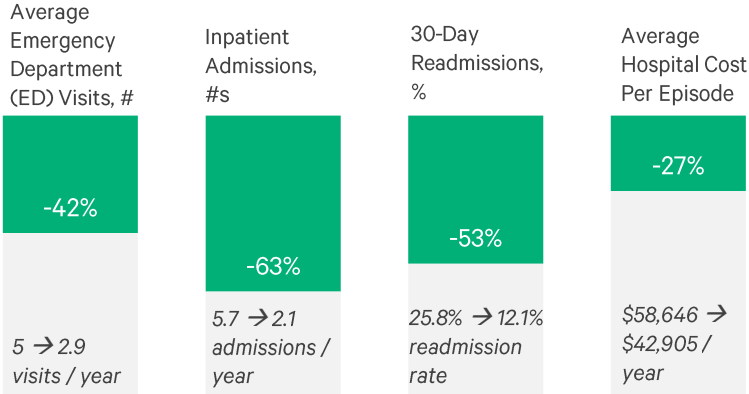 Average
Emergency
Department
(ED) Visits, #
-42%
5 → 2.9
visits / year
Inpatient
Admissions,
#s
-63%
5.7 → 2.1
admissions /
year
30-Day
Readmissions,
%
-53%
25.8% → 12.1%
readmission
rate
Average
Hospital Cost
Per Episode
-27%
$58,646 →
$42,905 /
year